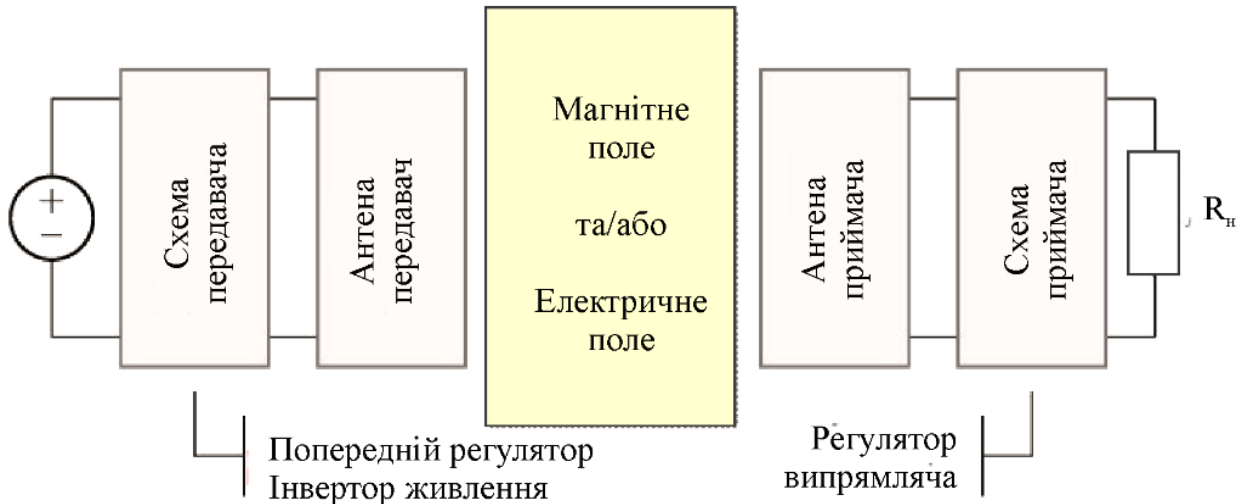 Схема
передавача
Антена
передавач
Магнітне
поле
та/або
Електричне
поле
Антена
приймача
Схема
приймача
+
−
Rн
Попередній регулятор
Інвертор живлення
Регулятор
випрямляча